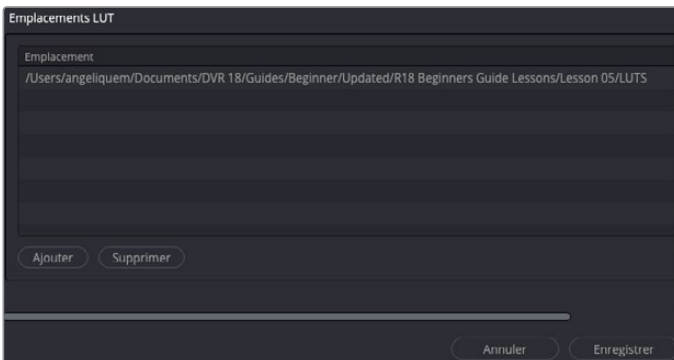 Emplacements LUT
Emplacement
/Users/angeliquem/Documents/DVR 18/Guides/Beginner/Updated/R18 Beginners Guide Lessons/Lesson 05/LUTS
Ajouter Supprimer
Annuler Enregistrer